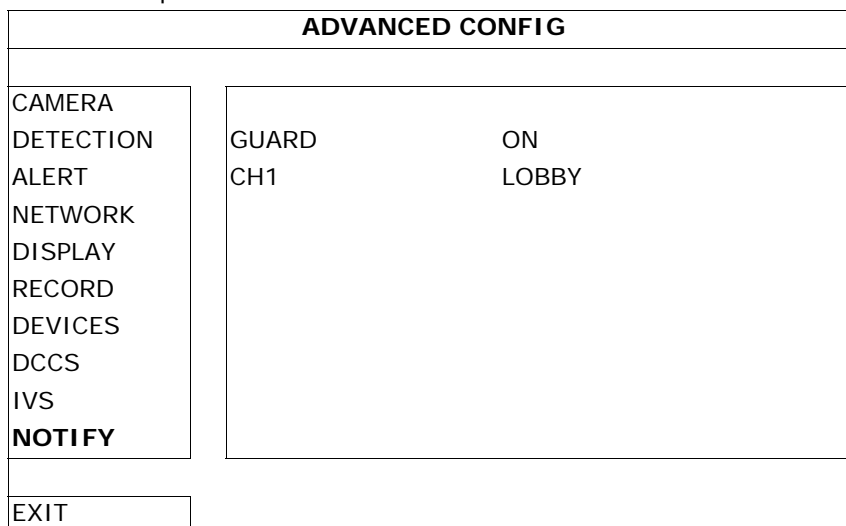 ADVANCED CONFIG
CAMERA
DETECTION GUARD ON
ALERT CH1 LOBBY
NETWORK
DISPLAY
RECORD
DEVICES
DCCS
IVS
NOTIFY
EXIT